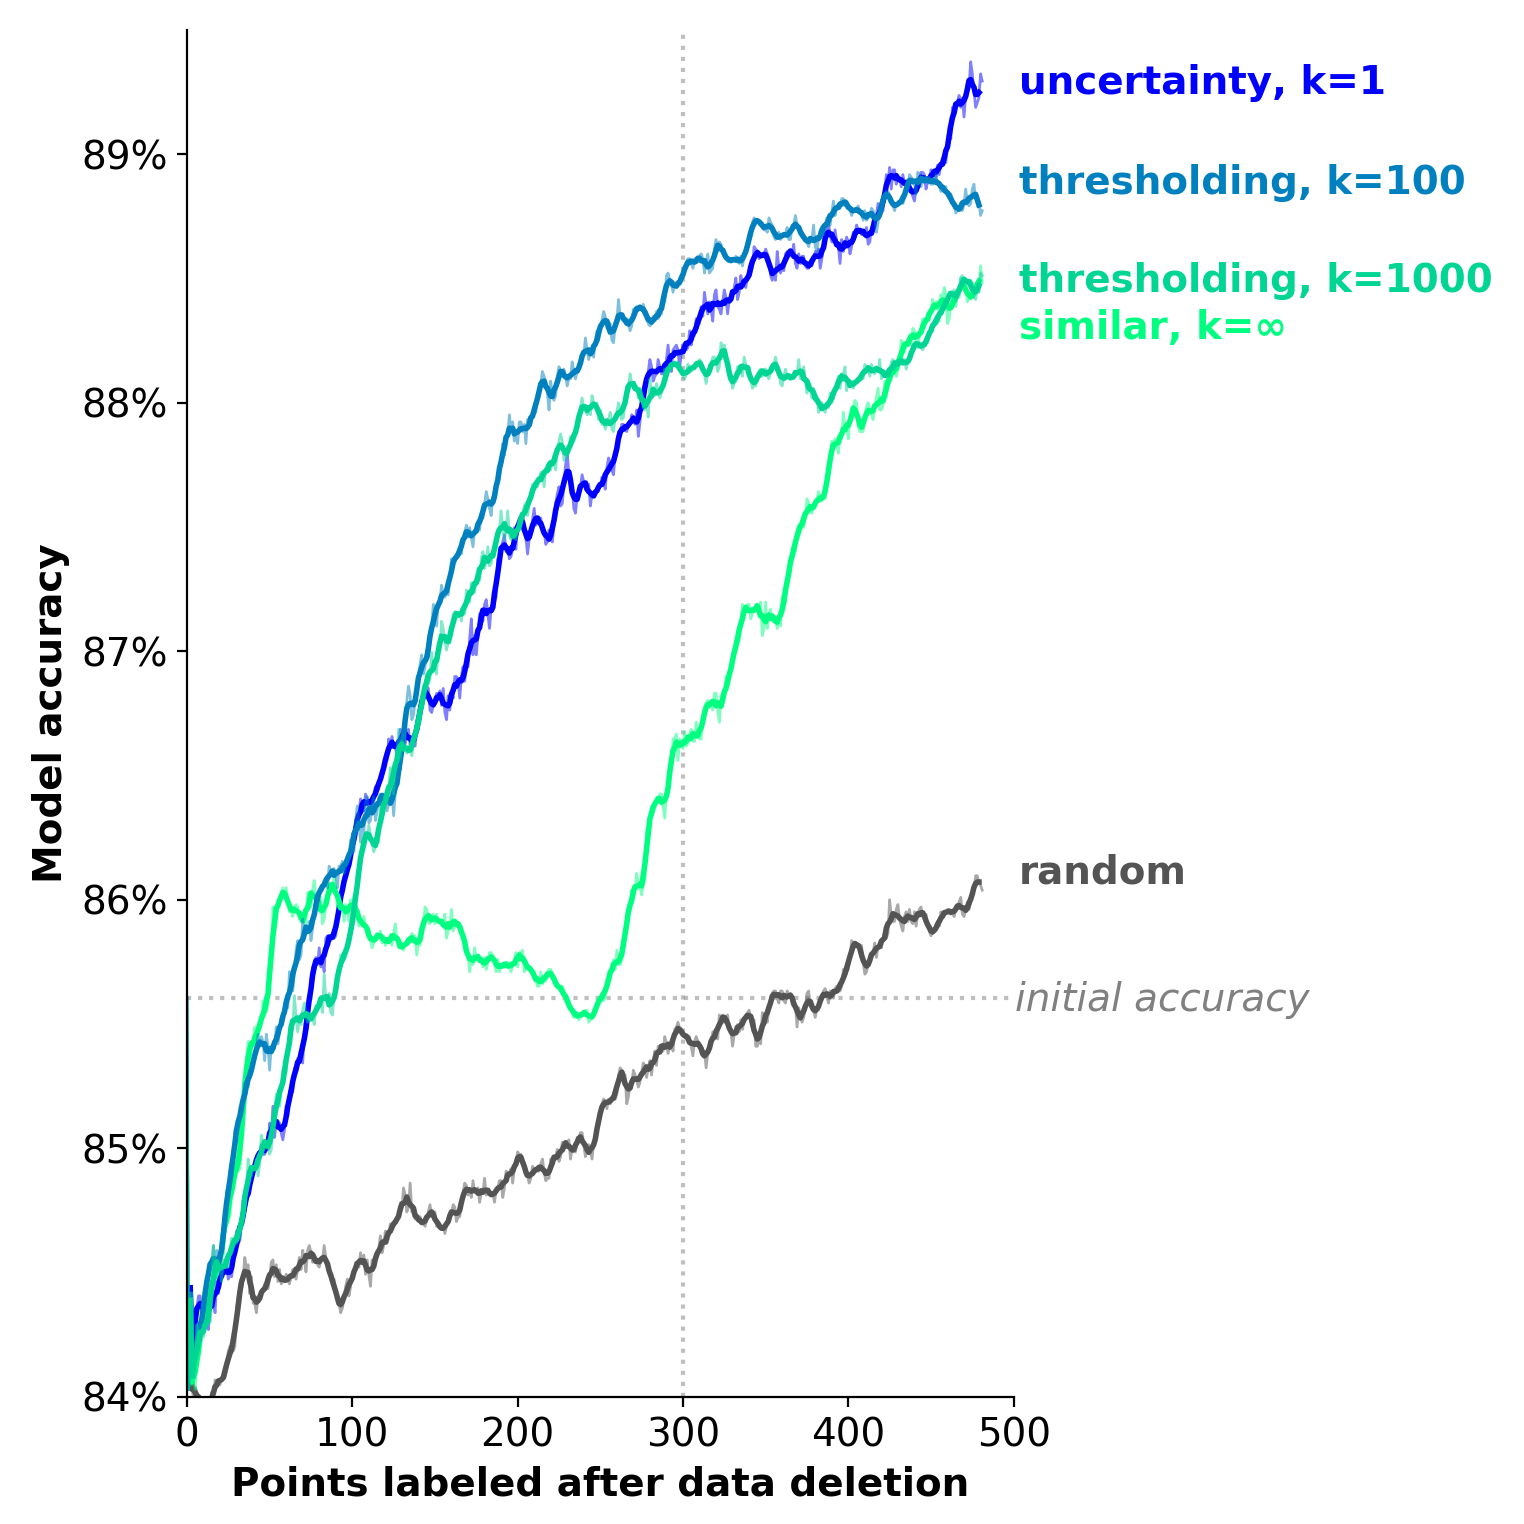 uncertainty, k=1
89%
thresholding, k=100
thresholding, k=1000
similar, k=∞
88%
87%
Model accuracy
86%
random
initial accuracy
85%
84%
0 100 200 300 400 500
Points labeled after data deletion